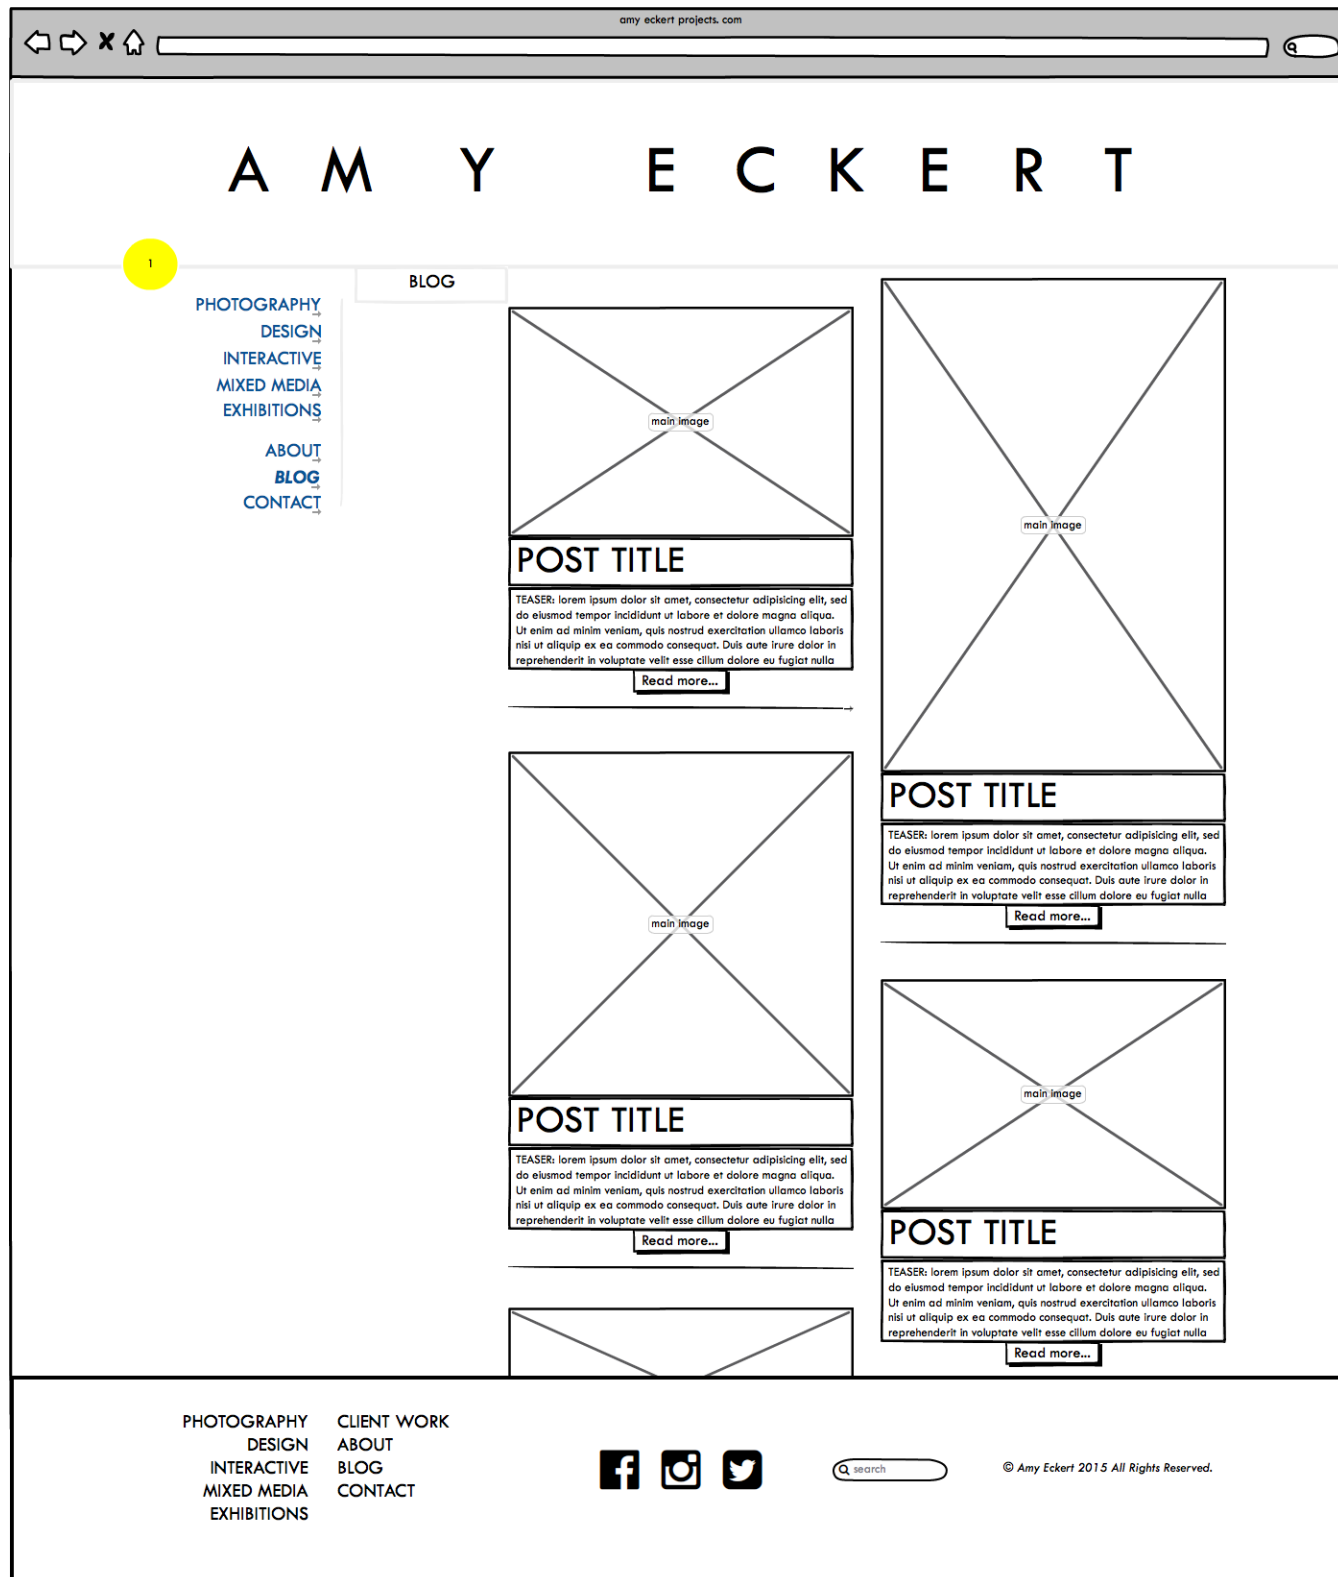 amy eckert projects. com
AMY ECKERT
1
PHOTOGRAPHY
DESIGN
INTERACTIVE
MIXED MEDIA
EXHIBITIONS
ABOUT
BLOG
CONTACT
BLOG
main image
POST TITLE
TEASER: lorem ipsum dolor sit amet, consectetur adipisicing elit, sed
do eiusmod tempor incididunt ut labore et dolore magna aliqua.
Ut enim ad minim veniam, quis nostrud exercitation ullamco laboris
nisi ut aliquip ex ea commodo consequat. Duis aute irure dolor in
reprehenderit in voluptate velit esse cillum dolore eu fugiat nulla
Read more...
main image
POST TITLE
TEASER: lorem ipsum dolor sit amet, consectetur adipisicing elit, sed
do eiusmod tempor incididunt ut labore et dolore magna aliqua.
Ut enim ad minim veniam, quis nostrud exercitation ullamco laboris
nisi ut aliquip ex ea commodo consequat. Duis aute irure dolor in
reprehenderit in voluptate velit esse cillum dolore eu fugiat nulla
Read more...
main image
POST TITLE
TEASER: lorem ipsum dolor sit amet, consectetur adipisicing elit, sed
do eiusmod tempor incididunt ut labore et dolore magna aliqua.
Ut enim ad minim veniam, quis nostrud exercitation ullamco laboris
nisi ut aliquip ex ea commodo consequat. Duis aute irure dolor in
reprehenderit in voluptate velit esse cillum dolore eu fugiat nulla
Read more...
main image
POST TITLE
TEASER: lorem ipsum dolor sit amet, consectetur adipisicing elit, sed
do eiusmod tempor incididunt ut labore et dolore magna aliqua.
Ut enim ad minim veniam, quis nostrud exercitation ullamco laboris
nisi ut aliquip ex ea commodo consequat. Duis aute irure dolor in
reprehenderit in voluptate velit esse cillum dolore eu fugiat nulla
Read more...
PHOTOGRAPHY
DESIGN
INTERACTIVE
MIXED MEDIA
EXHIBITIONS
CLIENT WORK
ABOUT
BLOG
CONTACT
search
© Amy Eckert 2015 All Rights Reserved.